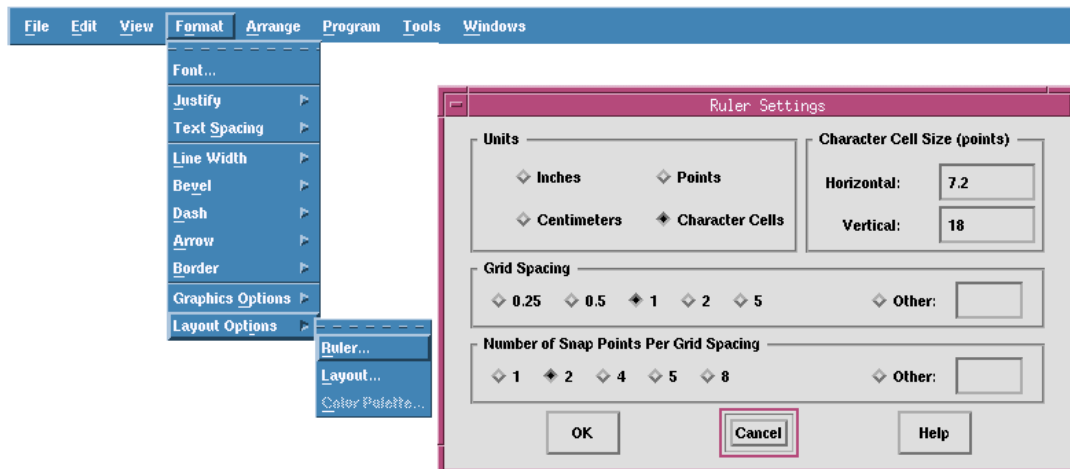 File Edit View Format Arrange Program Tools Windows
Font...
Justify
Text Spacing
Line Width
Bevel
Dash
Arrow
Border
Graphics Options
Layout Options
Ruler...
Layout...
Color Palette...
Ruler Settings
Units
Inches Points
Centimeters Character Cells
Character Cell Size (points)
Horizontal: 7.2
Vertical: 18
Grid Spacing
0.25 0.5 1 2 5 Other:
Number of Snap Points Per Grid Spacing
1 2 4 5 8 Other:
OK Cancel Help